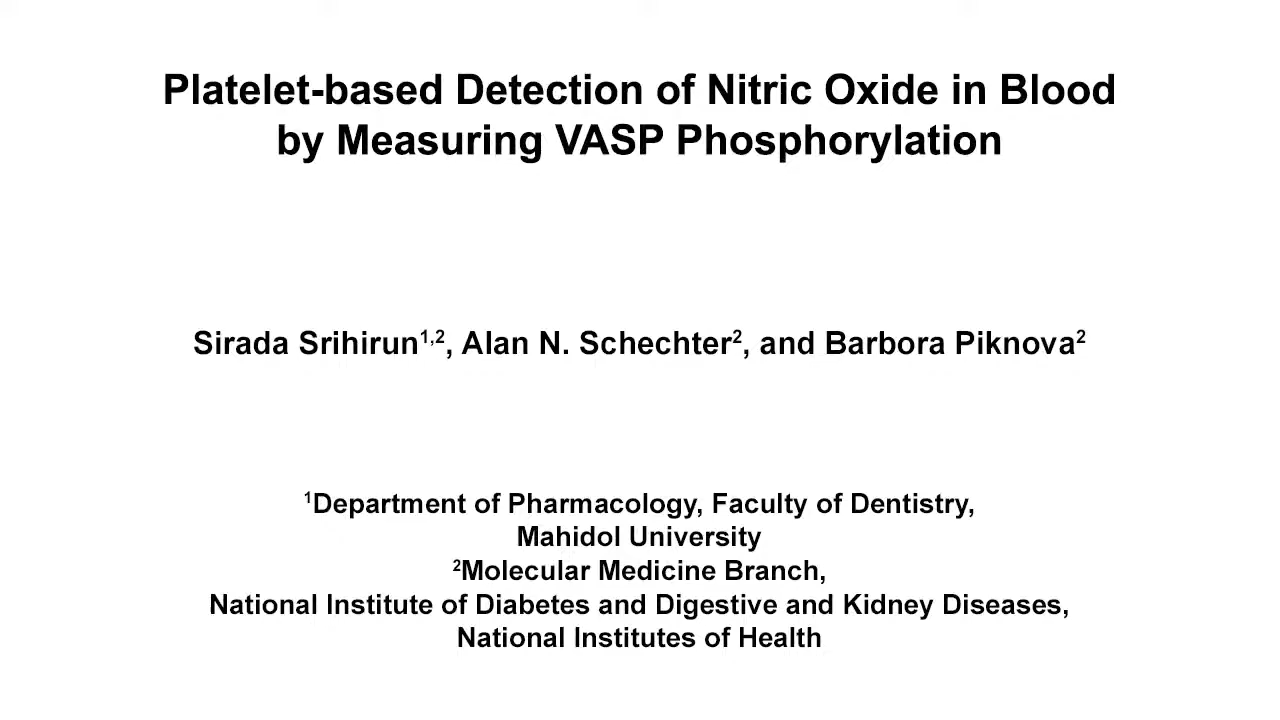 Platelet-based Detection of Nitric Oxide in Blood
by Measuring VASP Phosphorylation
Sirada Srihirun1,2, Alan N. Schechter2, and Barbora Piknova2
1Department of Pharmacology, Faculty of Dentistry,
Mahidol University
2Molecular Medicine Branch,
National Institute of Diabetes and Digestive and Kidney Diseases,
National Institutes of Health